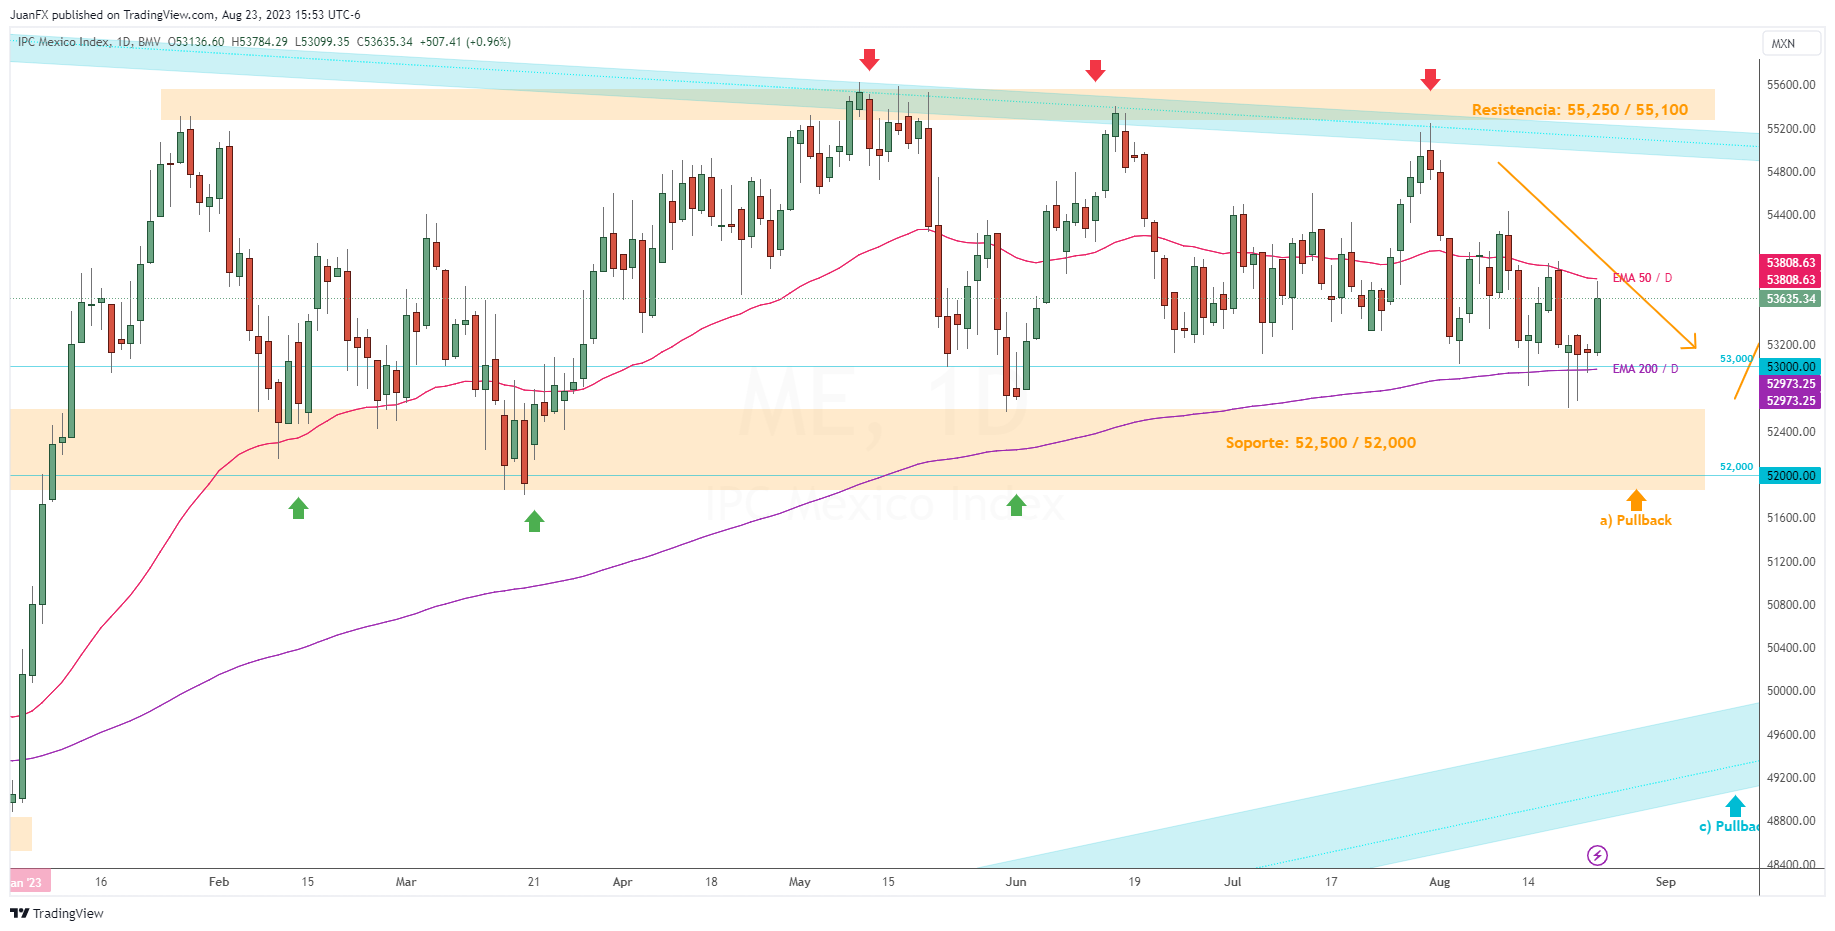 JuanFX published on TradingView.com, Aug 23, 2023 15:53 UTC-6
IPC Mexico Index, 1D, BMV O53136.60 H53784.29 L53099.35 C53635.34 +507.41 (+0.96%)
MXN
55600.00
Resistencia: 55,250 / 55,100
55200.00
54800.00
54400.00
53808.63
EMA 50 / D
53808.63
53635.34
53200.00
53,000
53000.00
EMA 200 / D
52973.25
52973.25
ME, 1D
52400.00
Soporte: 52,500 / 52,000
52,000
52000.00
IPC Mexico Index
51600.00
a) Pullback
51200.00
50800.00
50400.00
50000.00
49600.00
49200.00
48800.00
c) Pullbac
48400.00
an '23
16
Feb
15
Mar
21
Apr
18
May
15
Jun
19
Jul
17
Aug
14
Sep
TradingView